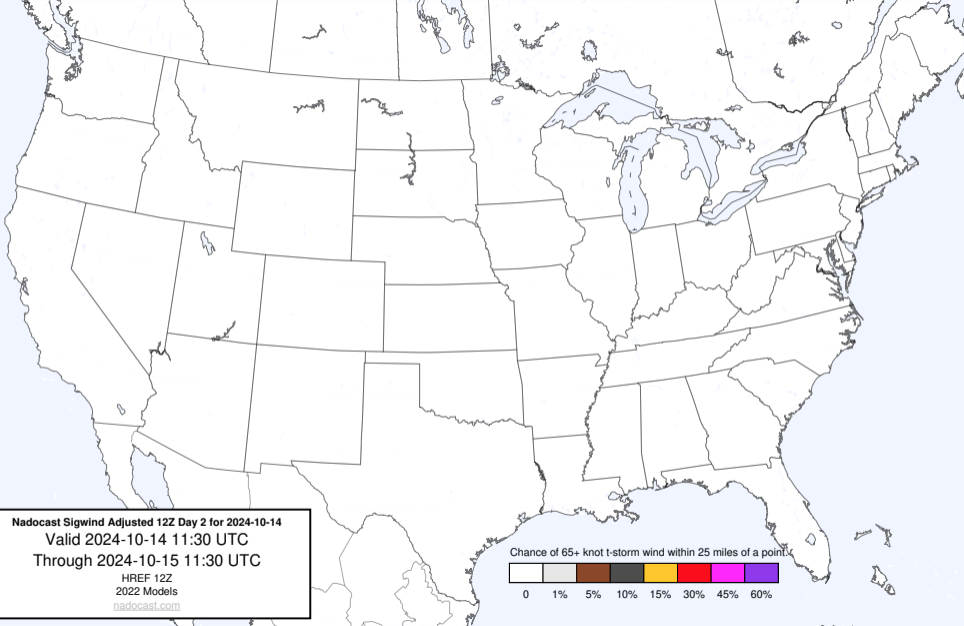 Nadocast Sigwind Adjusted 12Z Day 2 for 2024-10-14
Valid 2024-10-14 11:30 UTC
Through 2024-10-15 11:30 UTC
HREF 12Z
2022 Models
nadocast.com
Chance of 65+ knot t-storm wind within 25 miles of a point.
0 1% 5% 10% 15% 30% 45% 60%